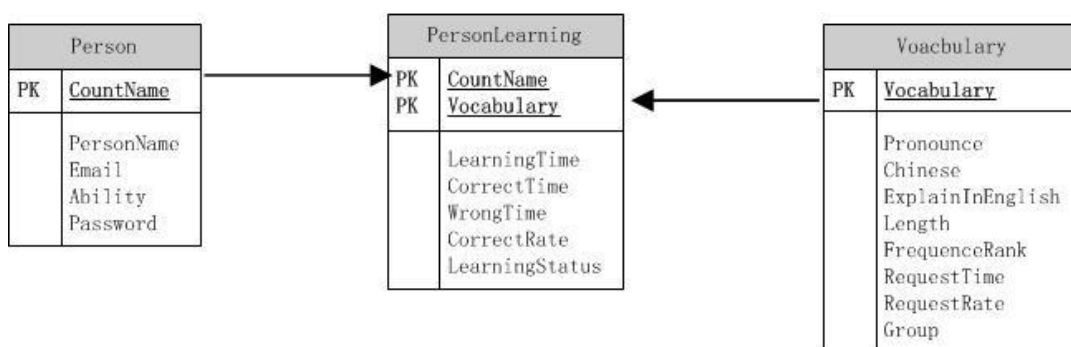 Person
PK CountName
PersonName
Email
Ability
Password
PersonLearning
PK CountName
PK Vocabulary
LearningTime
CorrectTime
WrongTime
CorrectRate
LearningStatus
Voacbulary
PK Vocabulary
Pronounce
Chinese
ExplainInEnglish
Length
FrequenceRank
RequestTime
RequestRate
Group